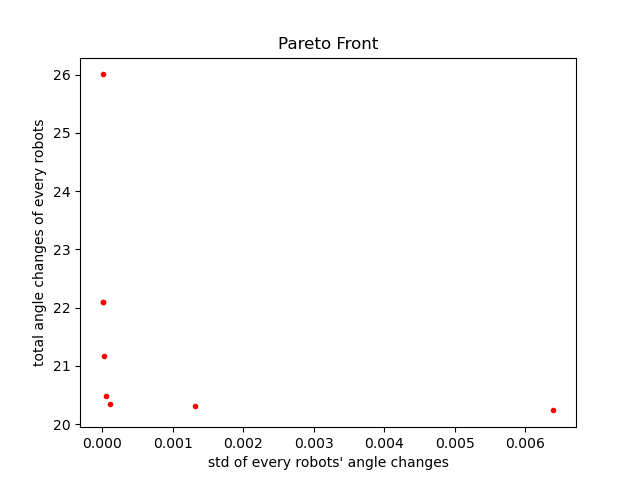 Pareto Front
total angle changes of every robots
26
25
24
23
22
21
20
0.000 0.001 0.002 0.003 0.004 0.005 0.006
std of every robots' angle changes